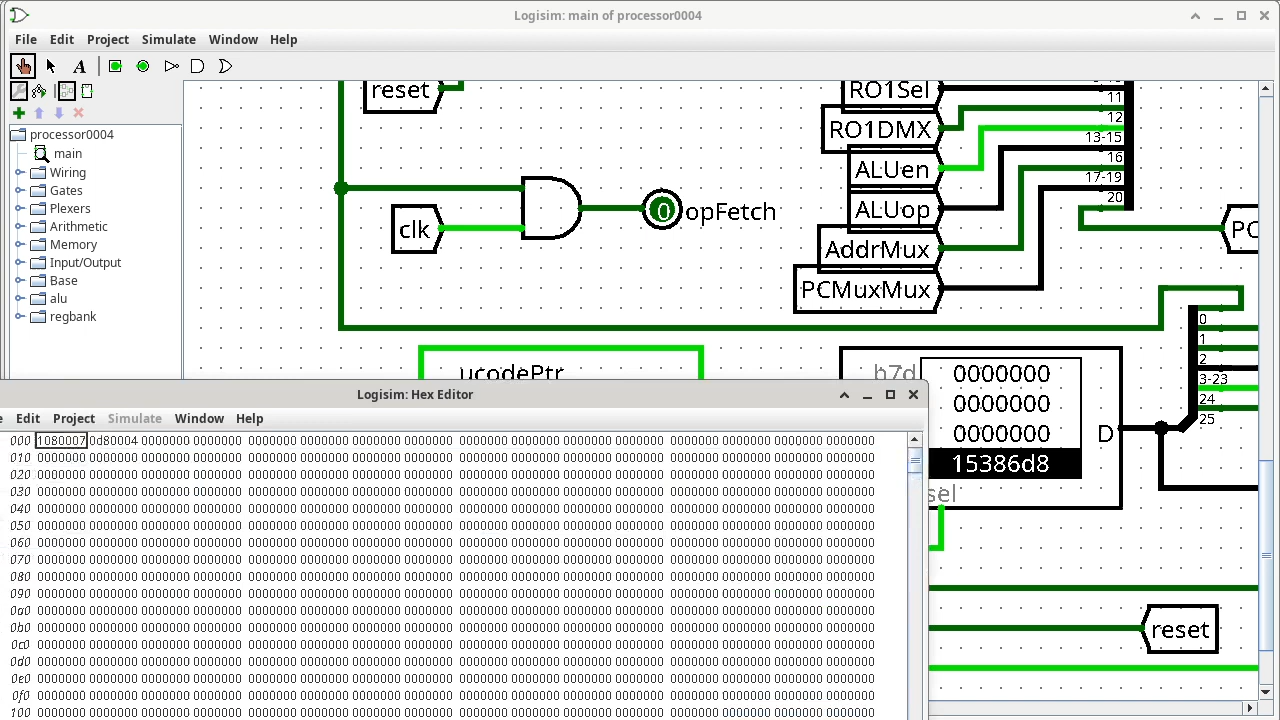 Logisim: main of processor0004
File Edit Project Simulate Window Help
A
processor0004
main
Wiring
Gates
Plexers
Arithmetic
Memory
Input/Output
Base
alu
regbank
reset
clk
0 opFetch
RO1Sel
RO1DMX
ALUen
ALUop
AddrMux
PCMuxMux
11
12
13-15
16
17-19
20
PC
ucodePtr
b7d
0000000
0000000
0000000
15386d8
sel
D
0
1
2
3-23
24
25
reset
Logisim: Hex Editor
Edit Project Simulate Window Help
000 1080007 0d80004 0000000 0000000 0000000 0000000 0000000 0000000 0000000 0000000 0000000 0000000 0000000 0000000 0000000 0000000
010 0000000 0000000 0000000 0000000 0000000 0000000 0000000 0000000 0000000 0000000 0000000 0000000 0000000 0000000 0000000 0000000
020 0000000 0000000 0000000 0000000 0000000 0000000 0000000 0000000 0000000 0000000 0000000 0000000 0000000 0000000 0000000 0000000
030 0000000 0000000 0000000 0000000 0000000 0000000 0000000 0000000 0000000 0000000 0000000 0000000 0000000 0000000 0000000 0000000
040 0000000 0000000 0000000 0000000 0000000 0000000 0000000 0000000 0000000 0000000 0000000 0000000 0000000 0000000 0000000 0000000
050 0000000 0000000 0000000 0000000 0000000 0000000 0000000 0000000 0000000 0000000 0000000 0000000 0000000 0000000 0000000 0000000
060 0000000 0000000 0000000 0000000 0000000 0000000 0000000 0000000 0000000 0000000 0000000 0000000 0000000 0000000 0000000 0000000
070 0000000 0000000 0000000 0000000 0000000 0000000 0000000 0000000 0000000 0000000 0000000 0000000 0000000 0000000 0000000 0000000
080 0000000 0000000 0000000 0000000 0000000 0000000 0000000 0000000 0000000 0000000 0000000 0000000 0000000 0000000 0000000 0000000
090 0000000 0000000 0000000 0000000 0000000 0000000 0000000 0000000 0000000 0000000 0000000 0000000 0000000 0000000 0000000 0000000
0a0 0000000 0000000 0000000 0000000 0000000 0000000 0000000 0000000 0000000 0000000 0000000 0000000 0000000 0000000 0000000 0000000
0b0 0000000 0000000 0000000 0000000 0000000 0000000 0000000 0000000 0000000 0000000 0000000 0000000 0000000 0000000 0000000 0000000
0c0 0000000 0000000 0000000 0000000 0000000 0000000 0000000 0000000 0000000 0000000 0000000 0000000 0000000 0000000 0000000 0000000
0d0 0000000 0000000 0000000 0000000 0000000 0000000 0000000 0000000 0000000 0000000 0000000 0000000 0000000 0000000 0000000 0000000
0e0 0000000 0000000 0000000 0000000 0000000 0000000 0000000 0000000 0000000 0000000 0000000 0000000 0000000 0000000 0000000 0000000
0f0 0000000 0000000 0000000 0000000 0000000 0000000 0000000 0000000 0000000 0000000 0000000 0000000 0000000 0000000 0000000 0000000
100 0000000 0000000 0000000 0000000 0000000 0000000 0000000 0000000 0000000 0000000 0000000 0000000 0000000 0000000 0000000 0000000